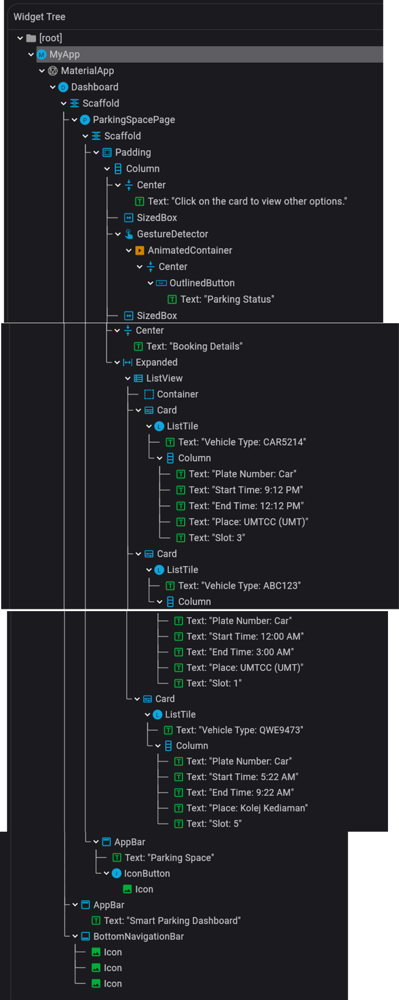 Widget Tree
[root]
M MyApp
MaterialApp
D Dashboard
Scaffold
P ParkingSpacePage
Scaffold
Padding
Column
Center
T Text: "Click on the card to view other options."
SizedBox
GestureDetector
AnimatedContainer
Center
OutlinedButton
T Text: "Parking Status"
SizedBox
Center
T Text: "Booking Details"
Expanded
ListView
Container
Card
L ListTile
T Text: "Vehicle Type: CAR5214"
Column
T Text: "Plate Number: Car"
T Text: "Start Time: 9:12 PM"
T Text: "End Time: 12:12 PM"
T Text: "Place: UMTCC (UMT)"
T Text: "Slot: 3"
Card
L ListTile
T Text: "Vehicle Type: ABC123"
Column
T Text: "Plate Number: Car"
T Text: "Start Time: 12:00 AM"
T Text: "End Time: 3:00 AM"
T Text: "Place: UMTCC (UMT)"
T Text: "Slot: 1"
Card
L ListTile
T Text: "Vehicle Type: QWE9473"
Column
T Text: "Plate Number: Car"
T Text: "Start Time: 5:22 AM"
T Text: "End Time: 9:22 AM"
T Text: "Place: Kolej Kediaman"
T Text: "Slot: 5"
AppBar
T Text: "Parking Space"
I IconButton
Icon
AppBar
T Text: "Smart Parking Dashboard"
BottomNavigationBar
Icon
Icon
Icon